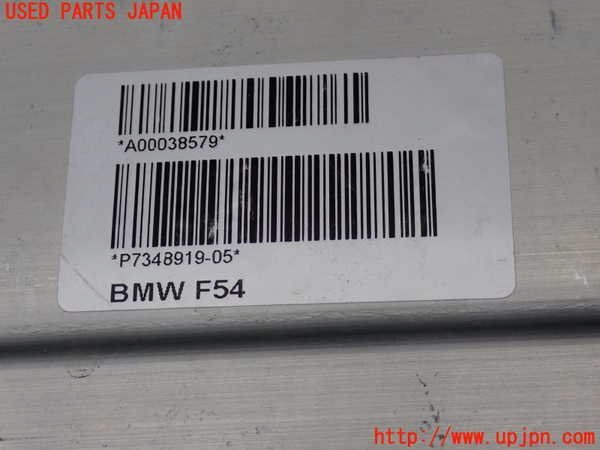 USED PARTS JAPAN
*A00038579*
*P7348919-05*
BMW F54
http://www.upjpn.com/